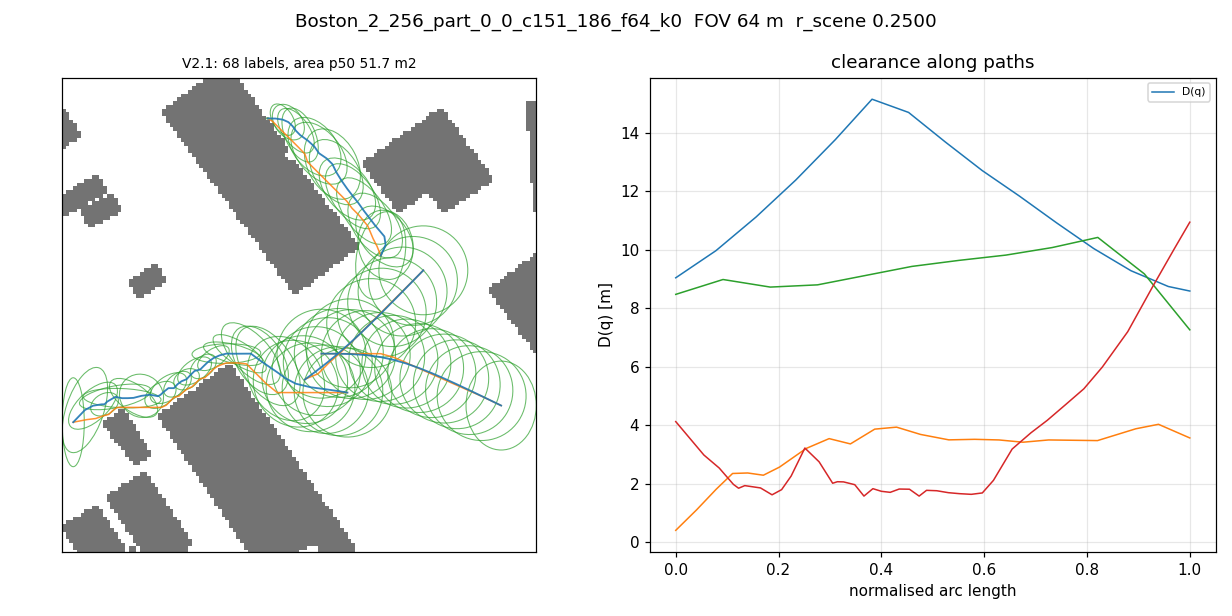 Boston_2_256_part_0_0_c151_186_f64_k0  FOV 64 m  r_scene 0.2500
V2.1: 68 labels, area p50 51.7 m2
clearance along paths
D(q)
14
12
10
8
6
4
2
0
D(q) [m]
0.0 0.2 0.4 0.6 0.8 1.0
normalised arc length